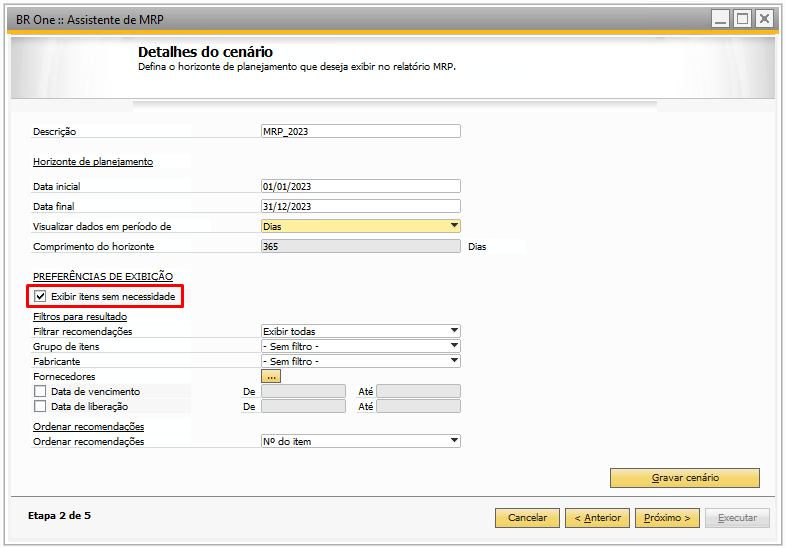 BR One :: Assistente de MRP
Detalhes do cenário
Defina o horizonte de planejamento que deseja exibir no relatório MRP.
Descrição MRP_2023
Horizonte de planejamento
Data inicial 01/01/2023
Data final 31/12/2023
Visualizar dados em período de Dias
Comprimento do horizonte 365 Dias
PREFERÊNCIAS DE EXIBIÇÃO
Exibir itens sem necessidade
Filtros para resultado
Filtrar recomendações Exibir todas
Grupo de itens - Sem filtro -
Fabricante - Sem filtro -
Fornecedores ...
Data de vencimento De Até
Data de liberação De Até
Ordenar recomendações
Ordenar recomendações Nº do item
Gravar cenário
Etapa 2 de 5 Cancelar < Anterior Próximo > Executar